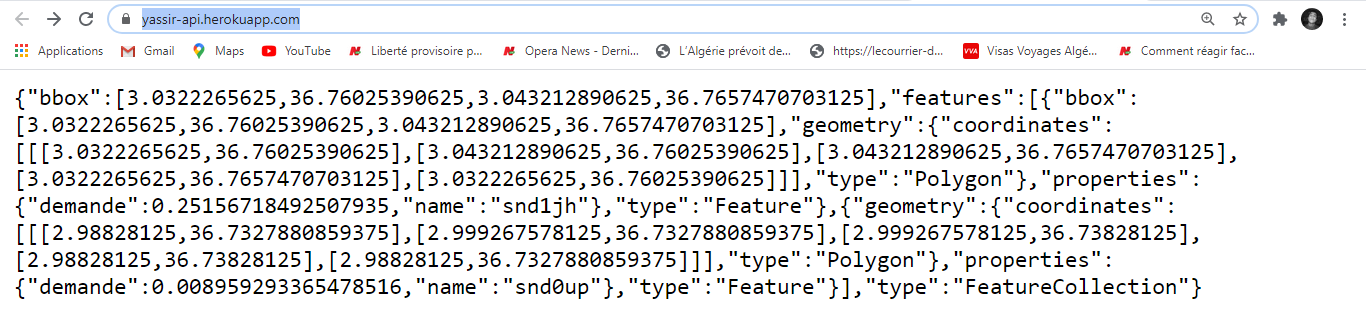 yassir-api.herokuapp.com
Applications Gmail Maps YouTube Liberté provisoire p... Opera News - Derni... L'Algérie prévoit de... https://lecourrier-d... VVA Visas Voyages Algé... Comment réagir fac...
{"bbox":[3.0322265625,36.76025390625,3.043212890625,36.7657470703125],"features":[{"bbox":
[3.0322265625,36.76025390625,3.043212890625,36.7657470703125],"geometry":{"coordinates":
[[[3.0322265625,36.76025390625],[3.043212890625,36.76025390625],[3.043212890625,36.7657470703125],
[3.0322265625,36.7657470703125],[3.0322265625,36.76025390625]]],"type":"Polygon"},"properties":
{"demande":0.25156718492507935,"name":"snd1jh"},"type":"Feature"},{"geometry":{"coordinates":
[[[2.98828125,36.7327880859375],[2.999267578125,36.7327880859375],[2.999267578125,36.73828125],
[2.98828125,36.73828125],[2.98828125,36.7327880859375]]],"type":"Polygon"},"properties":
{"demande":0.008959293365478516,"name":"snd0up"},"type":"Feature"}],"type":"FeatureCollection"}